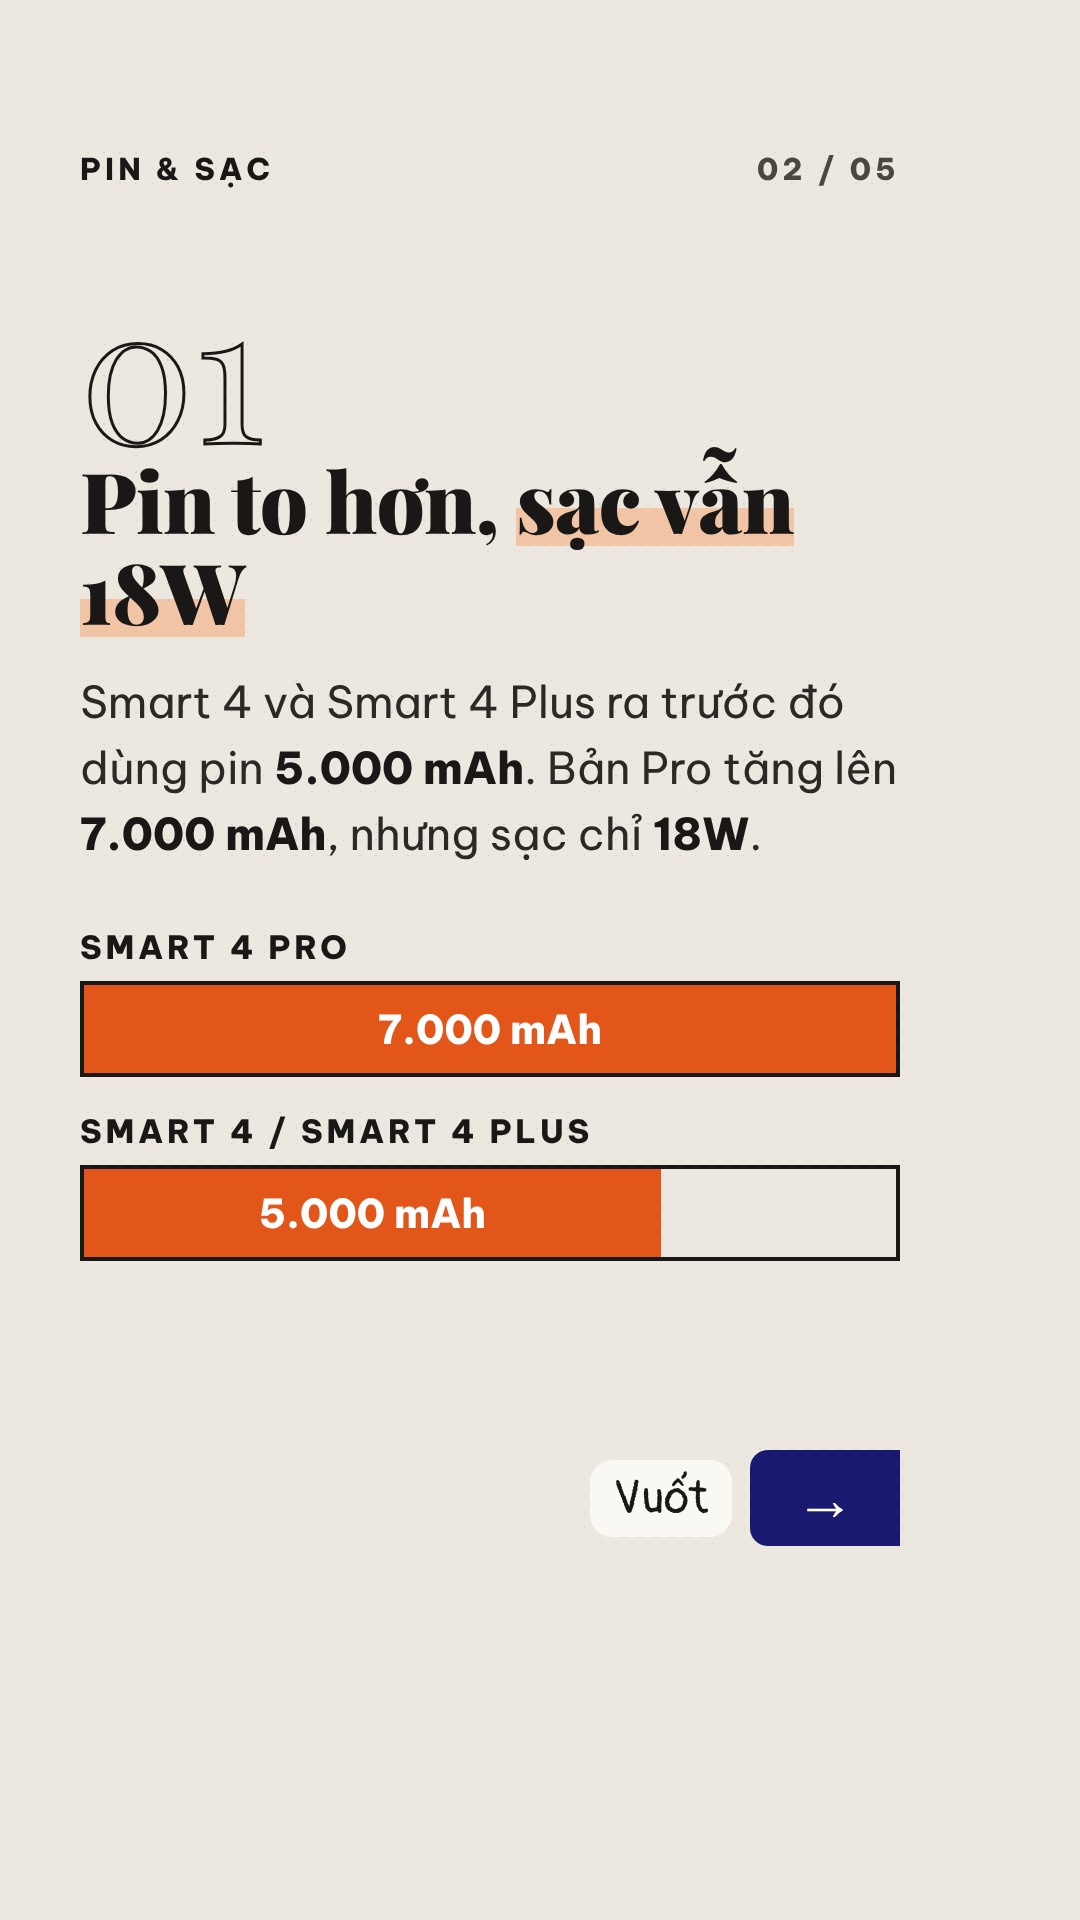 PIN & SẠC
02 / 05
01
Pin to hơn, sạc vẫn
18W
Smart 4 và Smart 4 Plus ra trước đó
dùng pin 5.000 mAh. Bản Pro tăng lên
7.000 mAh, nhưng sạc chỉ 18W.
SMART 4 PRO
7.000 mAh
SMART 4 / SMART 4 PLUS
5.000 mAh
Vuốt →